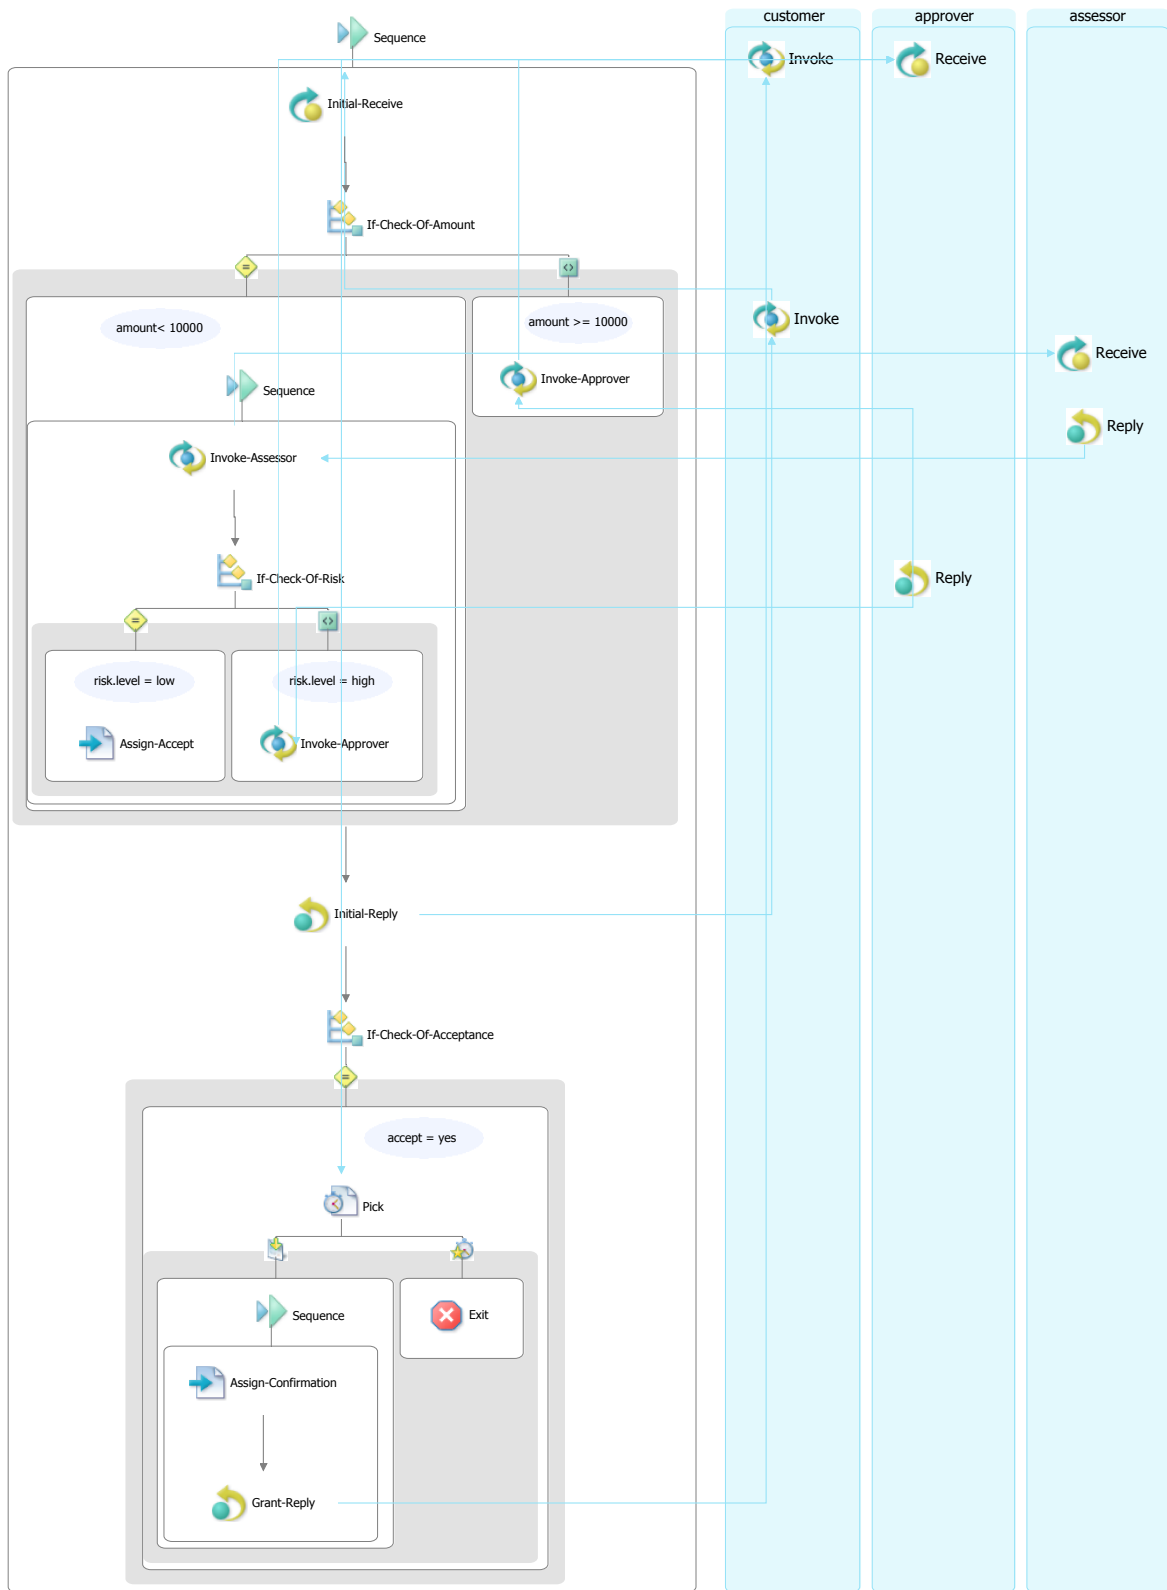 customer
approver
assessor
Sequence
Invoke
Receive
Initial-Receive
If-Check-Of-Amount
=
<>
amount< 10000
amount >= 10000
Invoke
Receive
Sequence
Invoke-Approver
Reply
Invoke-Assessor
If-Check-Of-Risk
Reply
=
<>
risk.level = low
risk.level = high
Assign-Accept
Invoke-Approver
Initial-Reply
If-Check-Of-Acceptance
=
accept = yes
Pick
Sequence
Exit
Assign-Confirmation
Grant-Reply